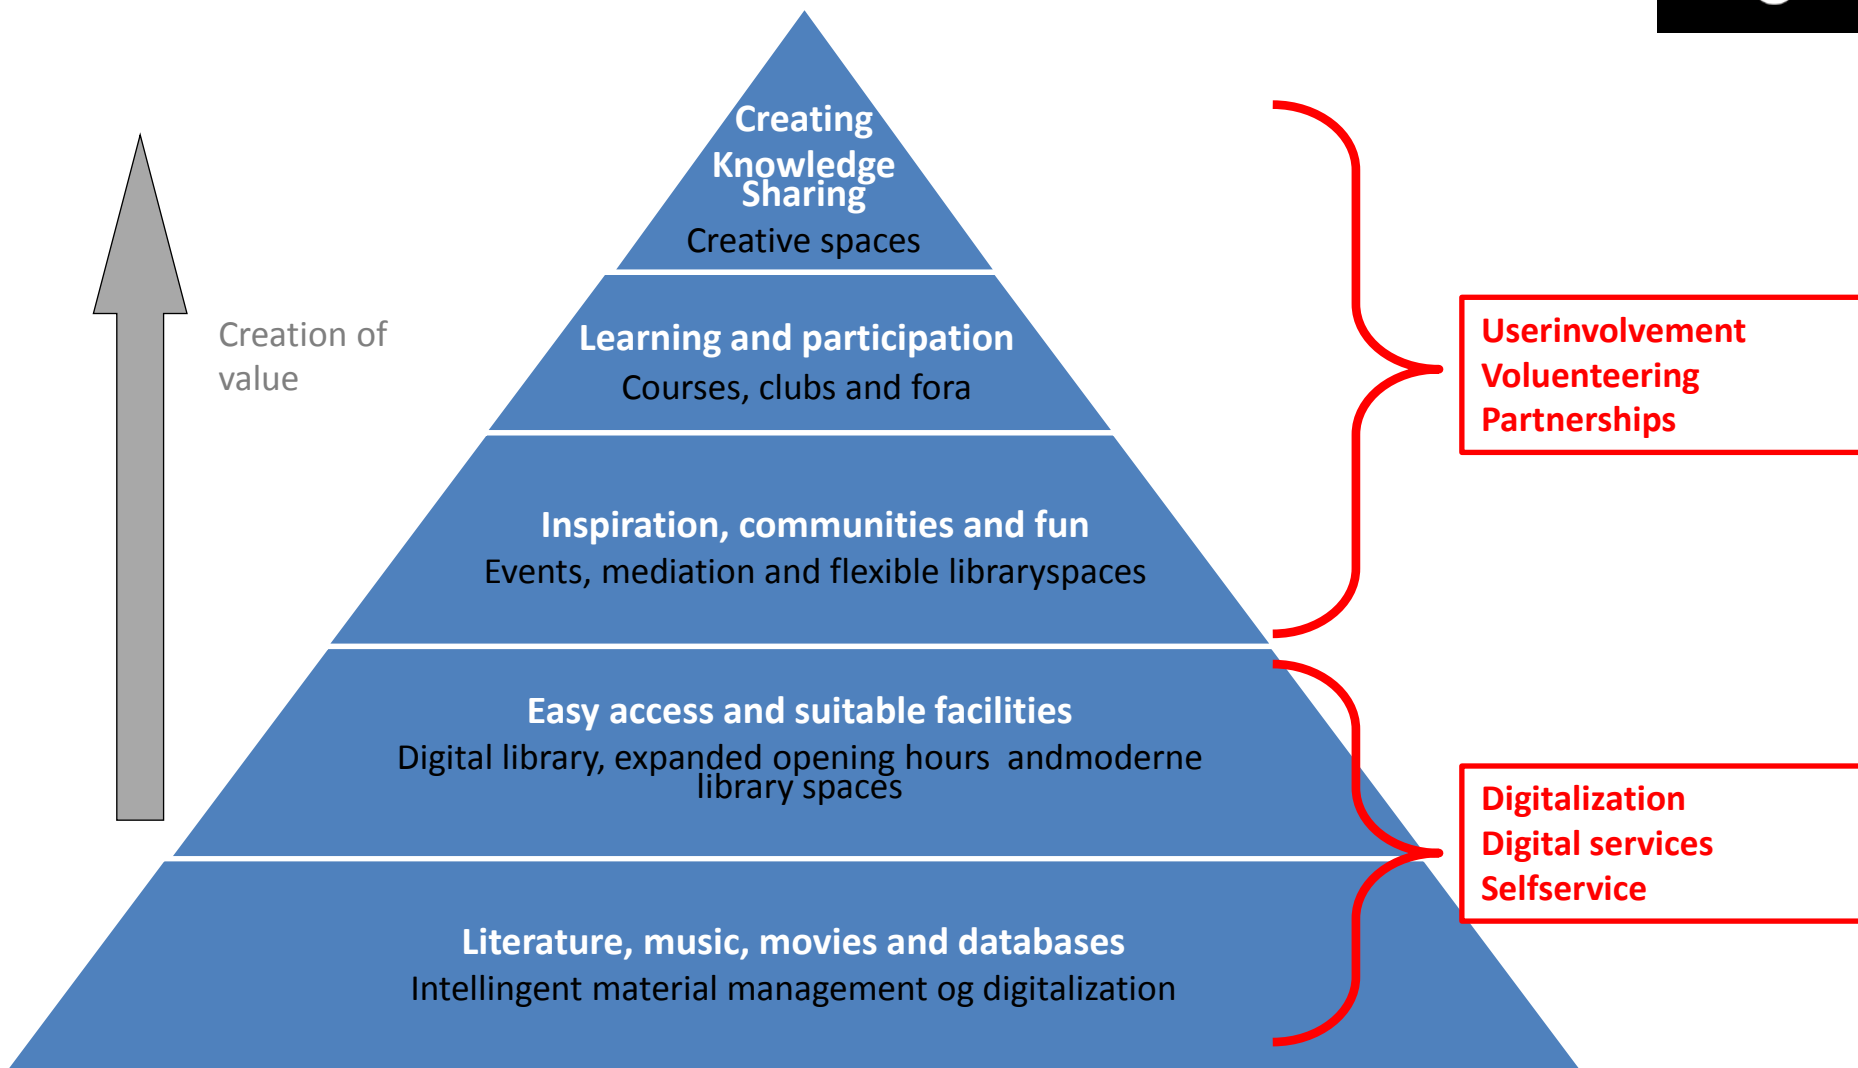 Creating
Knowledge
Sharing
Creative spaces
Creation of
value
Learning and participation
Courses, clubs and fora
Userinvolvement
Voluenteering
Partnerships
Inspiration, communities and fun
Events, mediation and flexible libraryspaces
Easy access and suitable facilities
Digital library, expanded opening hours  andmoderne
library spaces
Digitalization
Digital services
Selfservice
Literature, music, movies and databases
Intellingent material management og digitalization